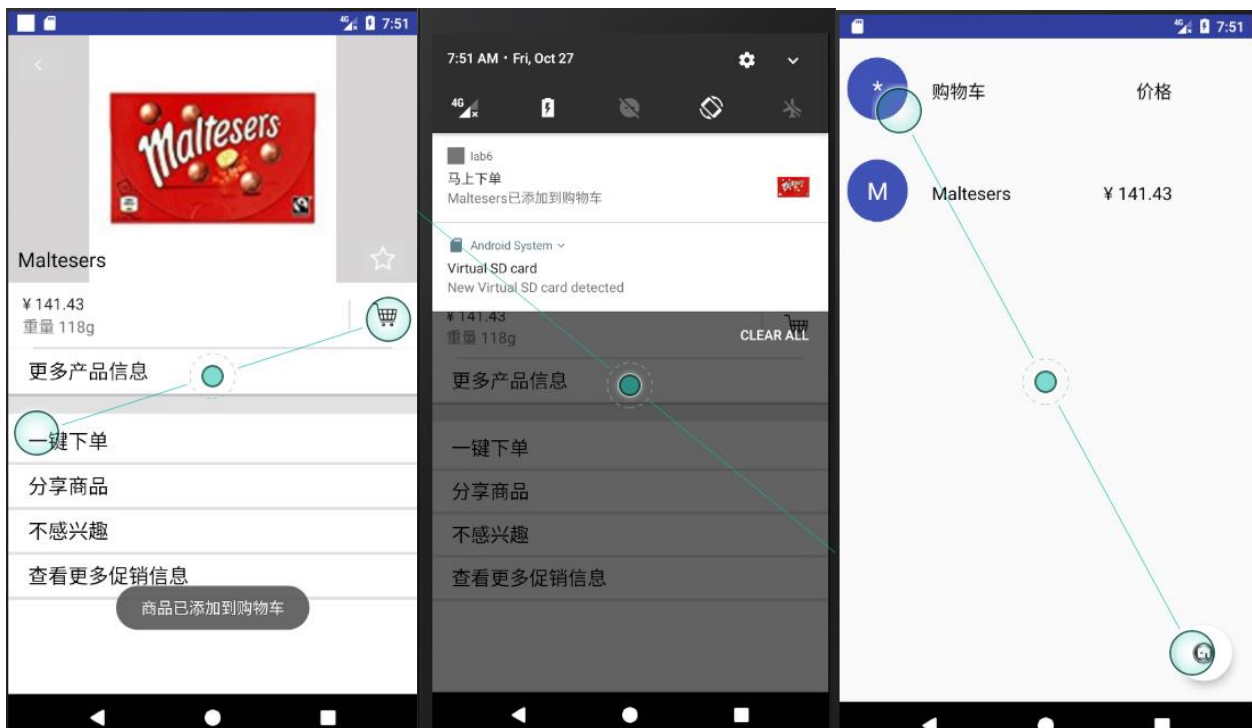 7:51
Maltesers
Maltesers
¥ 141.43
重量 118g
更多产品信息
一键下单
分享商品
不感兴趣
查看更多促销信息
商品已添加到购物车
7:51 AM • Fri, Oct 27
4G
lab6
马上下单
Maltesers已添加到购物车
Android System
Virtual SD card
New Virtual SD card detected
¥ 141.43
重量 118g
CLEAR ALL
更多产品信息
一键下单
分享商品
不感兴趣
查看更多促销信息
4G 7:51
* 购物车 价格
M Maltesers ¥ 141.43